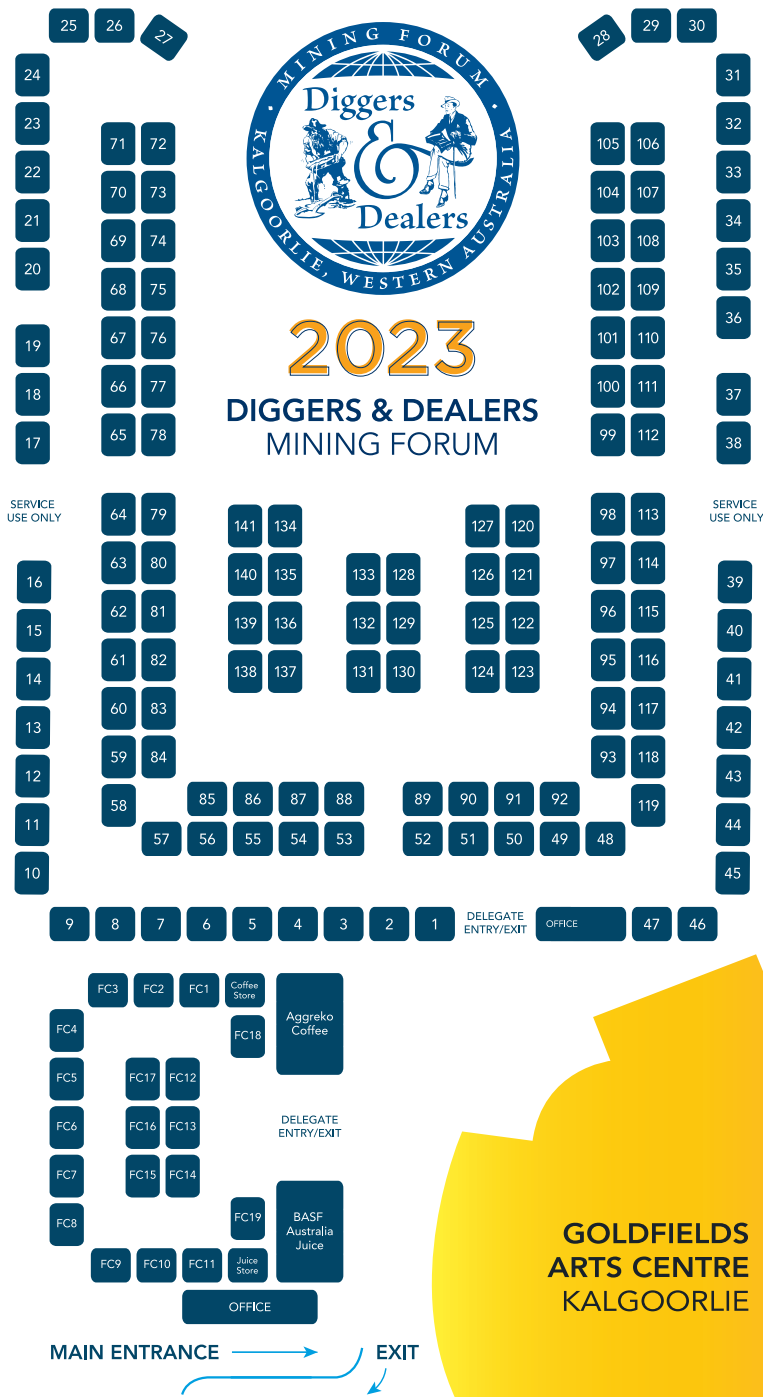 25 26 27 28 29 30
MINING FORUM
KALGOORLIE, WESTERN AUSTRALIA
Diggers
&
Dealers
24 31
23 32
71 72 105 106
22 33
70 73 104 107
21 34
69 74 103 108
20 35
68 75 102 109
36
67 76 101 110
19
66 77 100 111
18 37
65 78 99 112
17 38
2023
DIGGERS & DEALERS
MINING FORUM
SERVICE
USE ONLY
SERVICE
USE ONLY
64 79 98 113
141 134 127 120
63 80 97 114
140 135 133 128 126 121
16 39
62 81 96 115
139 136 132 129 125 122
15 40
61 82 95 116
138 137 131 130 124 123
14 41
60 83 94 117
13 42
59 84 93 118
12 43
85 86 87 88 89 90 91 92
58 119
11 44
57 56 55 54 53 52 51 50 49 48
10 45
9 8 7 6 5 4 3 2 1
DELEGATE
ENTRY/EXIT
OFFICE
47 46
FC3 FC2 FC1
Coffee
Store
Aggreko
Coffee
FC4 FC18
FC5 FC17 FC12
FC6 FC16 FC13
DELEGATE
ENTRY/EXIT
FC7 FC15 FC14
FC8 FC19
BASF
Australia
Juice
FC9 FC10 FC11
Juice
Store
OFFICE
GOLDFIELDS
ARTS CENTRE
KALGOORLIE
MAIN ENTRANCE EXIT